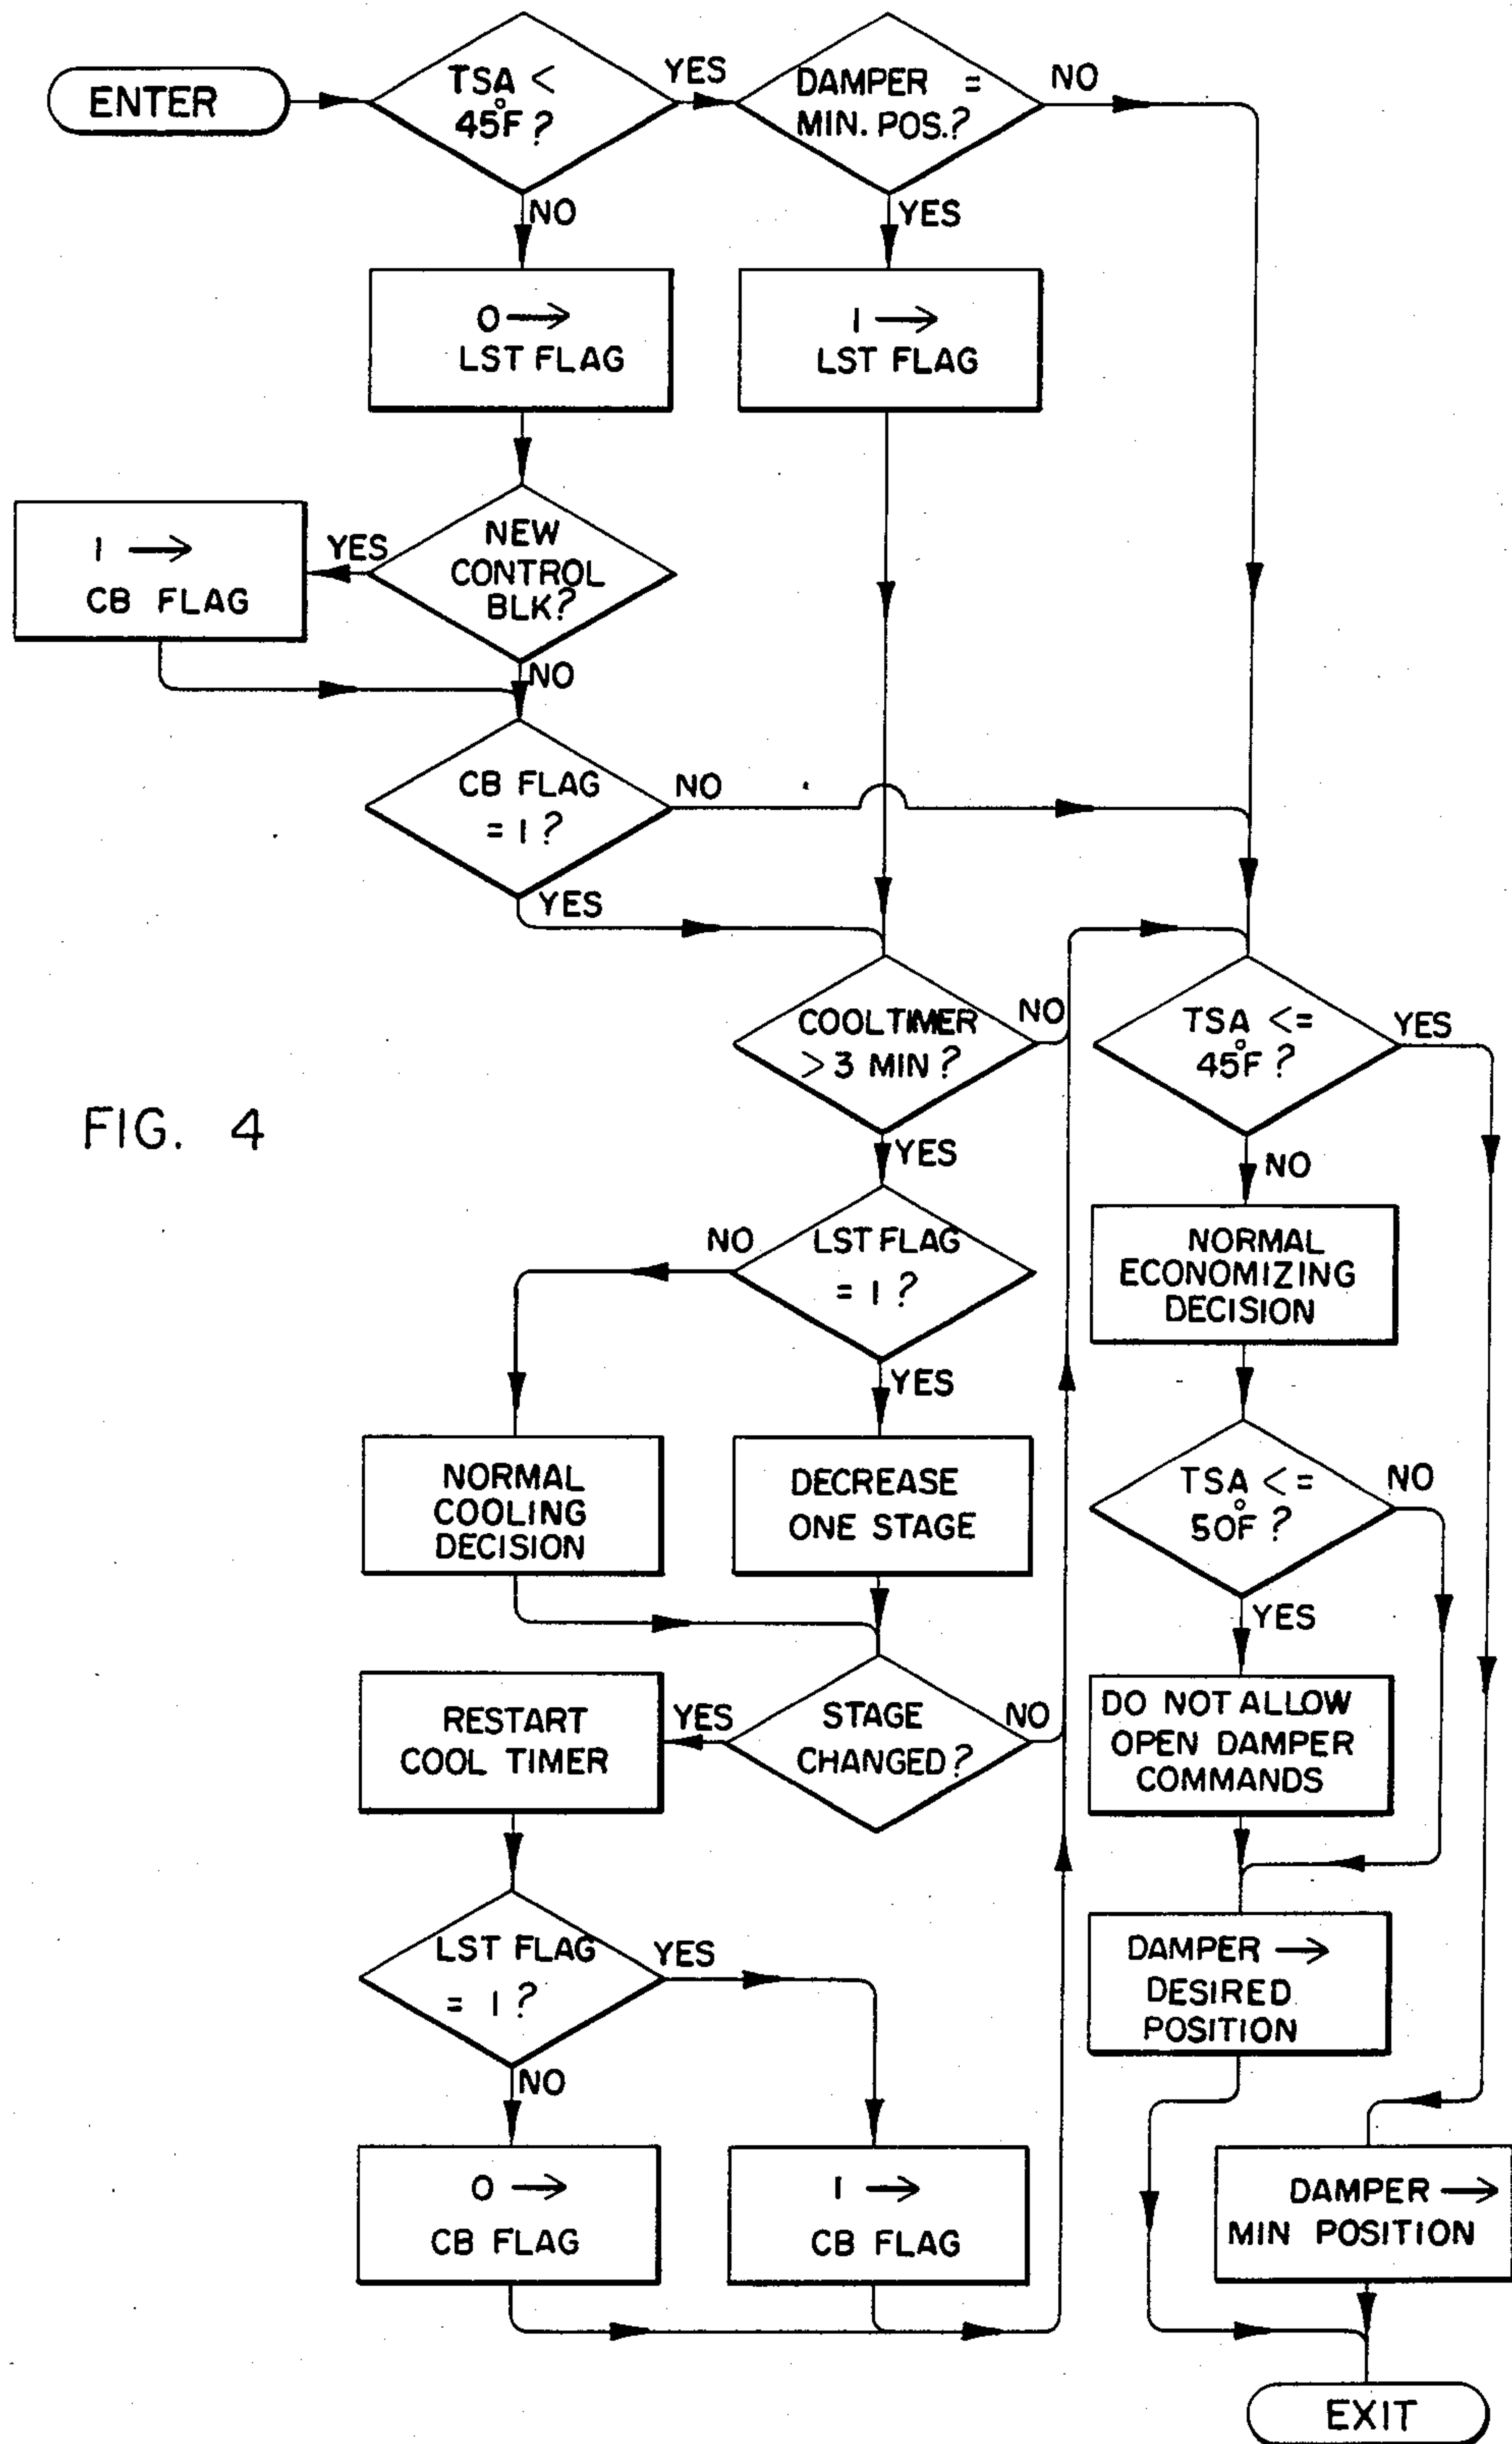 ENTER
TSA <
45°F ?
YES
DAMPER =
MIN. POS.?
NO
NO
YES
0 →
LST FLAG
1 →
LST FLAG
1 →
CB FLAG
YES
NEW
CONTROL
BLK?
NO
CB FLAG
= 1 ?
NO
YES
COOL TIMER
> 3 MIN ?
NO
TSA <=
45°F ?
YES
FIG. 4
YES
NO
NO
LST FLAG
= 1 ?
NORMAL
ECONOMIZING
DECISION
YES
NORMAL
COOLING
DECISION
DECREASE
ONE STAGE
TSA <=
50°F ?
NO
YES
RESTART
COOL TIMER
YES
STAGE
CHANGED?
NO
DO NOT ALLOW
OPEN DAMPER
COMMANDS
LST FLAG
= 1 ?
YES
DAMPER →
DESIRED
POSITION
NO
0 →
CB FLAG
1 →
CB FLAG
DAMPER →
MIN POSITION
EXIT